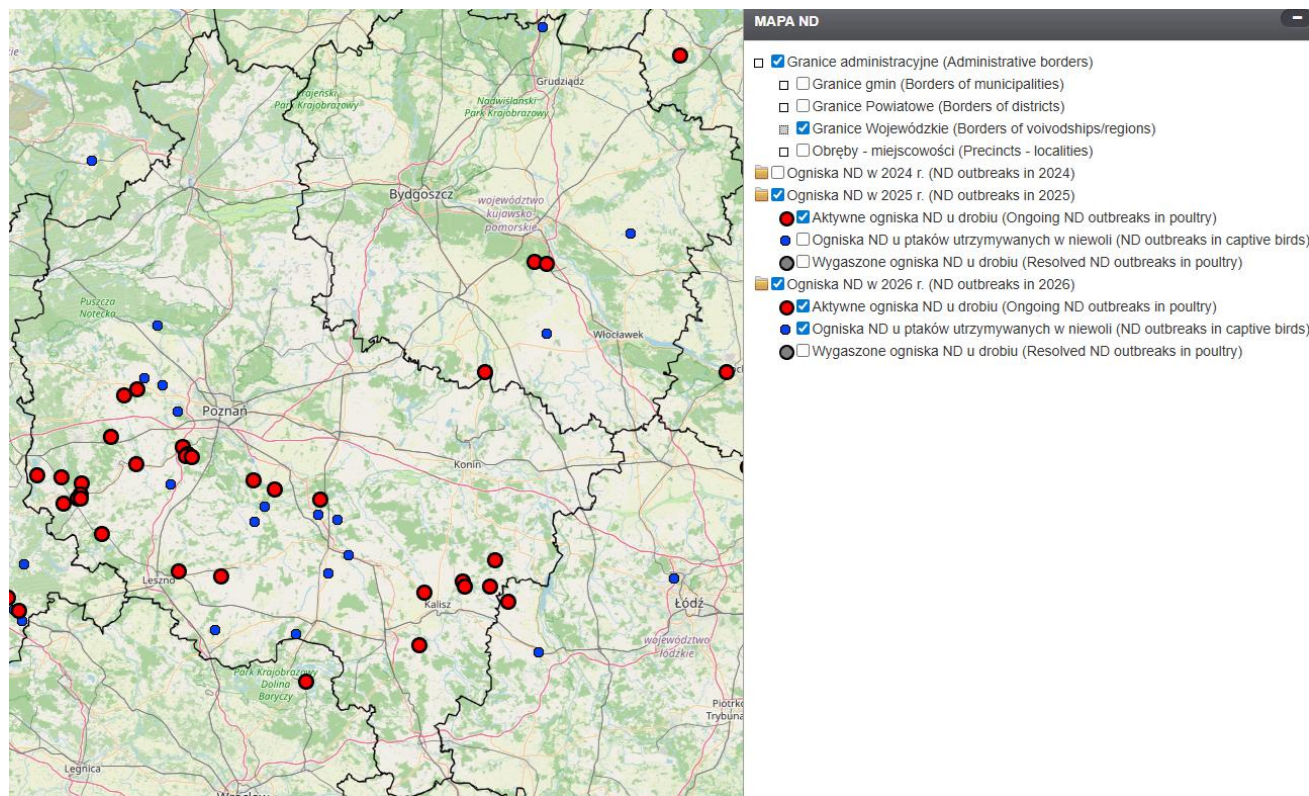 MAPA ND
Granice administracyjne (Administrative borders)
Granice gmin (Borders of municipalities)
Granice Powiatowe (Borders of districts)
Granice Wojewódzkie (Borders of voivodships/regions)
Obręby - miejscowości (Precincts - localities)
Ogniska ND w 2024 r. (ND outbreaks in 2024)
Ogniska ND w 2025 r. (ND outbreaks in 2025)
Aktywne ogniska ND u drobiu (Ongoing ND outbreaks in poultry)
Ogniska ND u ptaków utrzymywanych w niewoli (ND outbreaks in captive birds)
Wygaszone ogniska ND u drobiu (Resolved ND outbreaks in poultry)
Ogniska ND w 2026 r. (ND outbreaks in 2026)
Aktywne ogniska ND u drobiu (Ongoing ND outbreaks in poultry)
Ogniska ND u ptaków utrzymywanych w niewoli (ND outbreaks in captive birds)
Wygaszone ogniska ND u drobiu (Resolved ND outbreaks in poultry)
Grudziądz
Krajeński
Park Krajobrazowy
Nadwiślański
Park Krajobrazowy
Bydgoszcz
województwo
kujawsko-
pomorskie
Puszcza
Notecka
Włocławek
Poznań
Konin
Leszno
Kalisz
Łódź
województwo
łódzkie
Park Krajobrazowy
Dolina
Baryczy
Piotrk
Trybuna
Legnica